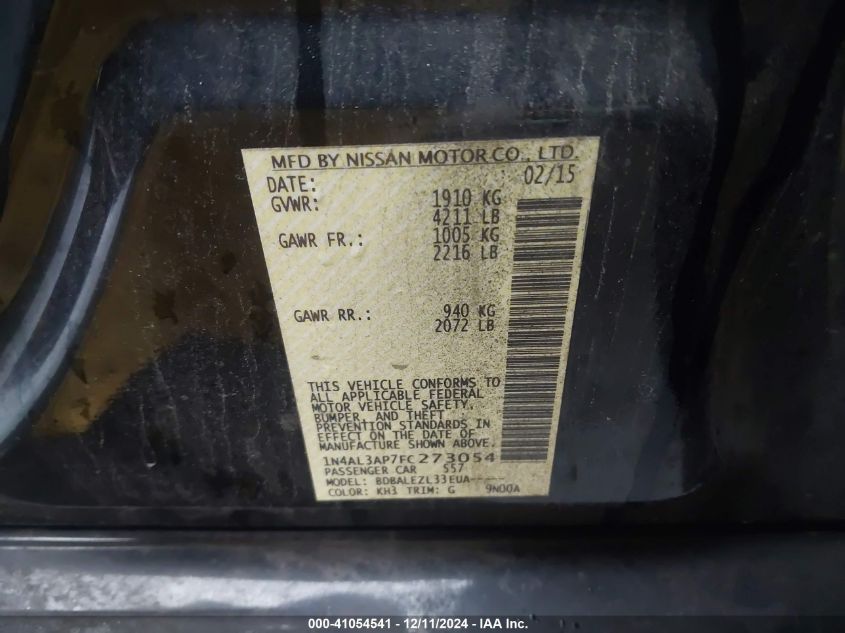 MFD BY NISSAN MOTOR CO., LTD.
DATE: 02/15
GVWR: 1910 KG
4211 LB
GAWR FR.: 1005 KG
2216 LB
GAWR RR.: 940 KG
2072 LB
THIS VEHICLE CONFORMS TO
ALL APPLICABLE FEDERAL
MOTOR VEHICLE SAFETY,
BUMPER, AND THEFT
PREVENTION STANDARDS IN
EFFECT ON THE DATE OF
MANUFACTURE SHOWN ABOVE.
1N4AL3AP7FC273054
PASSENGER CAR S57
MODEL: BDBALEZL33EUA-----
COLOR: KH3 TRIM: G 9N00A
000-41054541 - 12/11/2024 - IAA Inc.